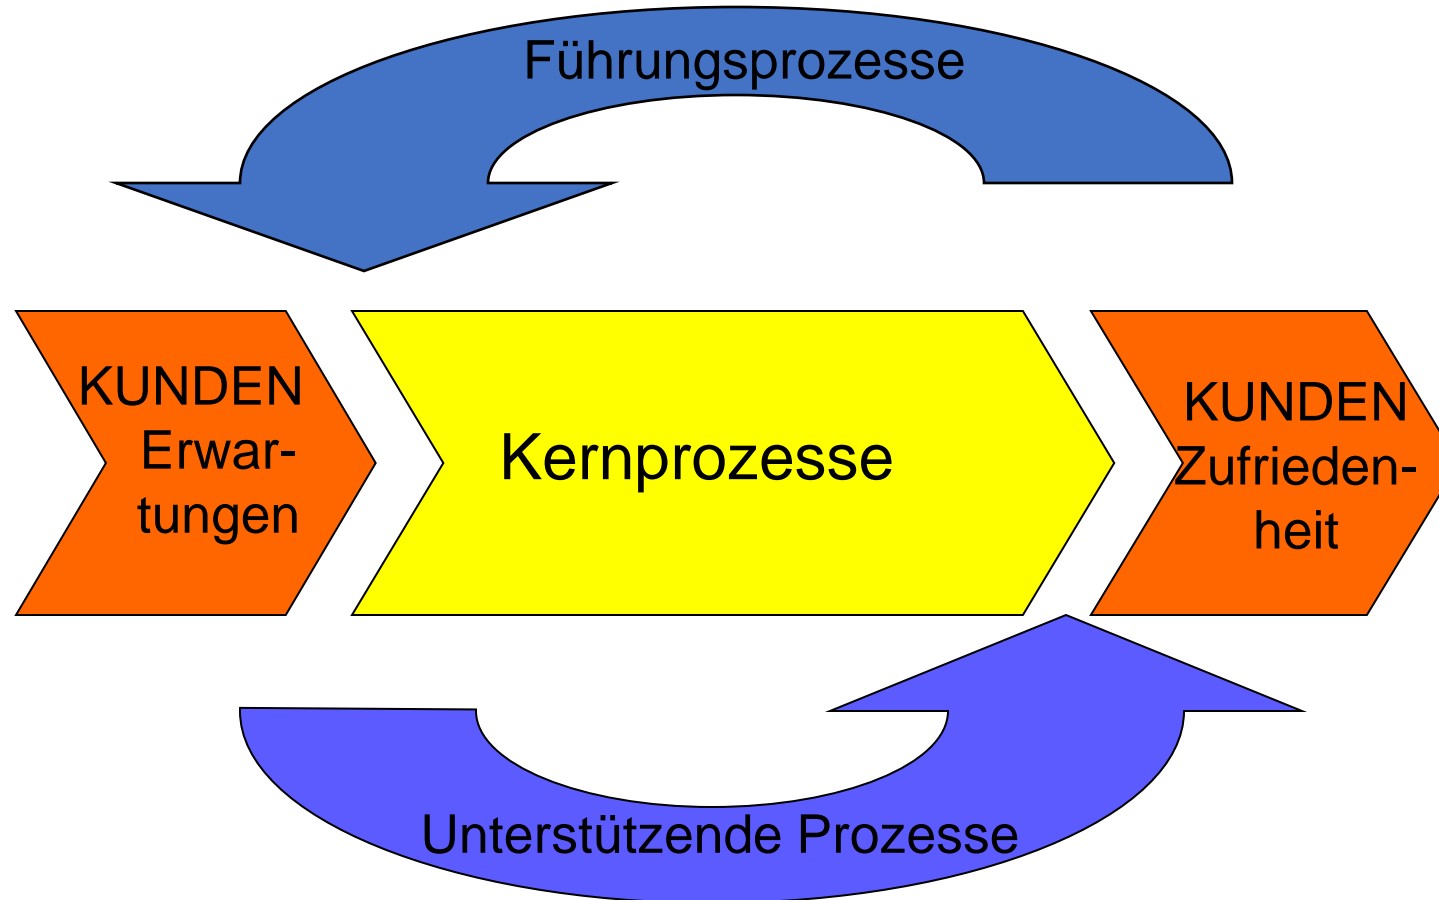 Führungsprozesse
KUNDEN
Erwar-
tungen
Kernprozesse
KUNDEN
Zufrieden-
heit
Unterstützende Prozesse